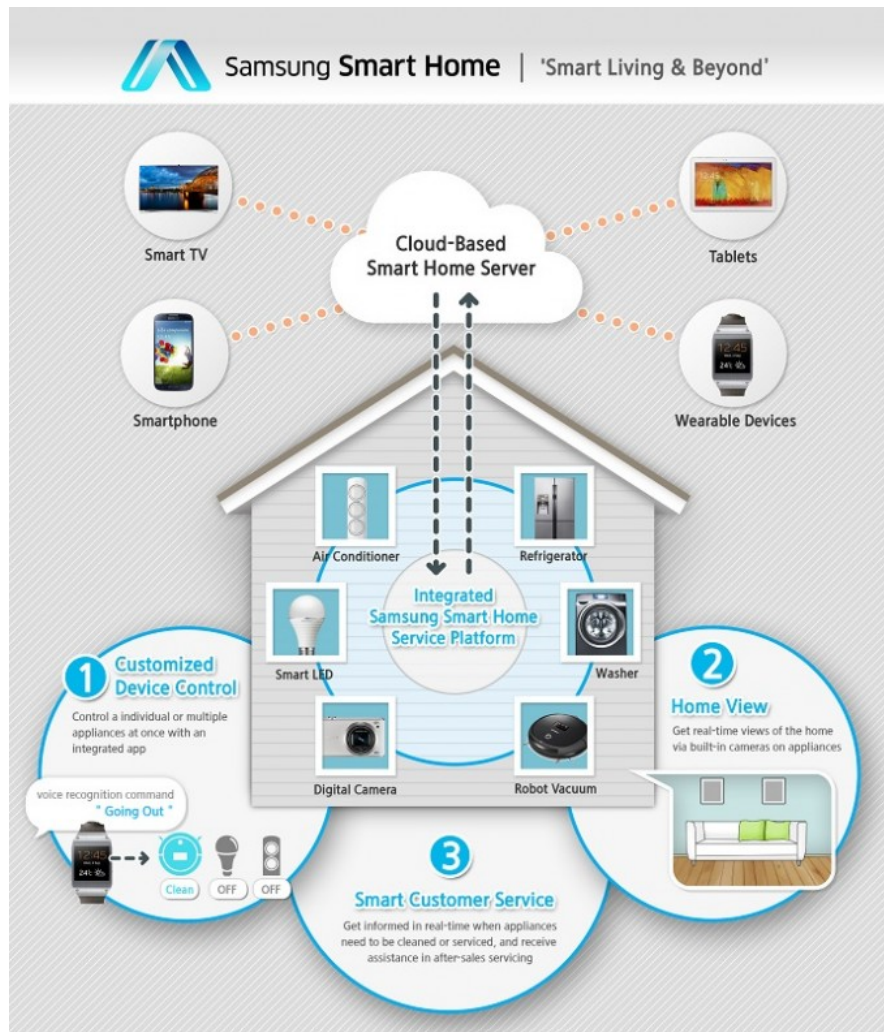 Samsung Smart Home | 'Smart Living & Beyond'
Smart TV
Cloud-Based
Smart Home Server
Tablets
Smartphone
Wearable Devices
Air Conditioner
Refrigerator
Integrated
Samsung Smart Home
Service Platform
Smart LED
Washer
Digital Camera
Robot Vacuum
1
Customized
Device Control
Control a individual or multiple
appliances at once with an
integrated app
voice recognition command
" Going Out "
12:45
Clean
OFF
OFF
2
Home View
Get real-time views of the home
via built-in cameras on appliances
3
Smart Customer Service
Get informed in real-time when appliances
need to be cleaned or serviced, and receive
assistance in after-sales servicing